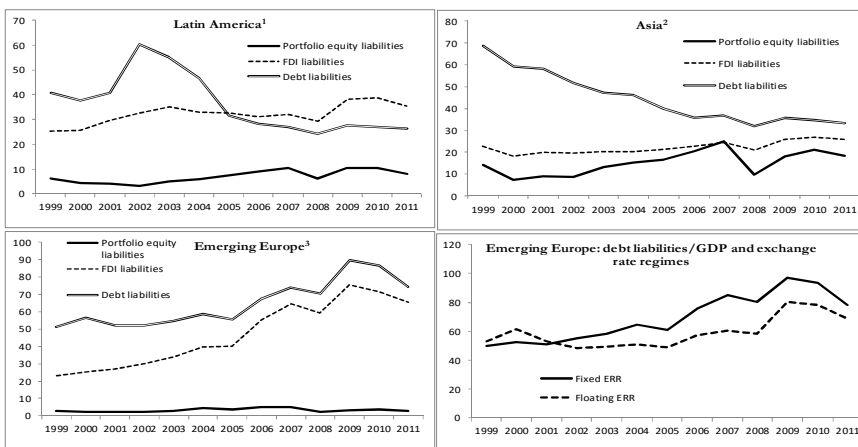 Latin America¹
70
60
50
40
30
20
10
0
Portfolio equity liabilities
FDI liabilities
Debt liabilities
1999 2000 2001 2002 2003 2004 2005 2006 2007 2008 2009 2010 2011
Asia²
80
70
60
50
40
30
20
10
0
Portfolio equity liabilities
FDI liabilities
Debt liabilities
1999 2000 2001 2002 2003 2004 2005 2006 2007 2008 2009 2010 2011
Emerging Europe³
100
90
80
70
60
50
40
30
20
10
0
Portfolio equity
liabilities
FDI liabilities
Debt liabilities
1999 2000 2001 2002 2003 2004 2005 2006 2007 2008 2009 2010 2011
Emerging Europe: debt liabilities/GDP and exchange
rate regimes
120
100
80
60
40
20
0
Fixed ERR
Floating ERR
1999 2000 2001 2002 2003 2004 2005 2006 2007 2008 2009 2010 2011